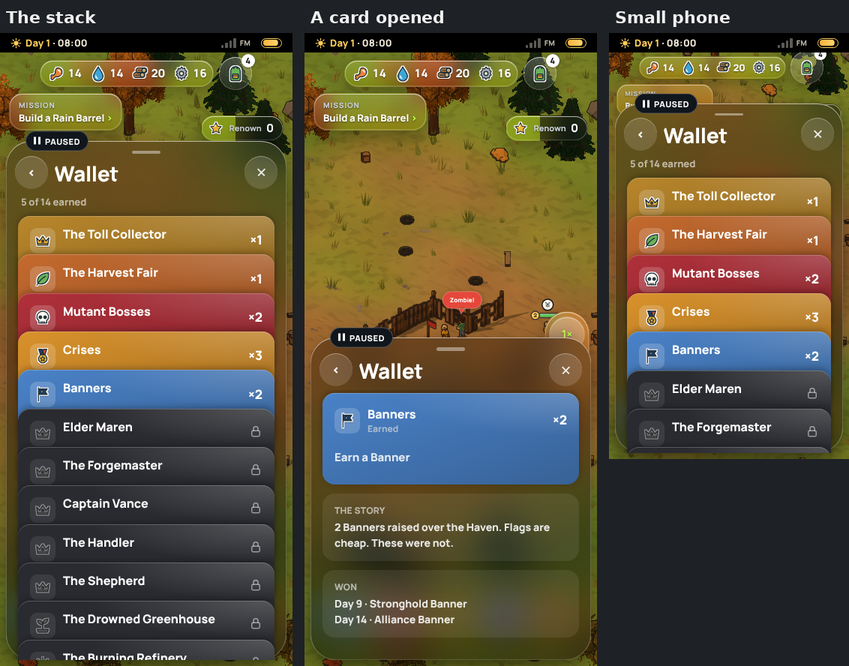 The stack
Day 1 · 08:00
FM
14
14
20
16
4
MISSION
Build a Rain Barrel ›
Renown 0
PAUSED
Wallet
5 of 14 earned
The Toll Collector
×1
The Harvest Fair
×1
Mutant Bosses
×2
Crises
×3
Banners
×2
Elder Maren
The Forgemaster
Captain Vance
The Handler
The Shepherd
The Drowned Greenhouse
The Burning Refinery
A card opened
Day 1 · 08:00
FM
14
14
20
16
4
MISSION
Build a Rain Barrel ›
Renown 0
Zombie!
2
1×
PAUSED
Wallet
Banners
Earned
×2
Earn a Banner
THE STORY
2 Banners raised over the Haven. Flags are
cheap. These were not.
WON
Day 9 · Stronghold Banner
Day 14 · Alliance Banner
Small phone
Day 1 · 08:00
FM
14
14
20
16
4
PAUSED
Wallet
5 of 14 earned
The Toll Collector
×1
The Harvest Fair
×1
Mutant Bosses
×2
Crises
×3
Banners
×2
Elder Maren
The Forgemaster